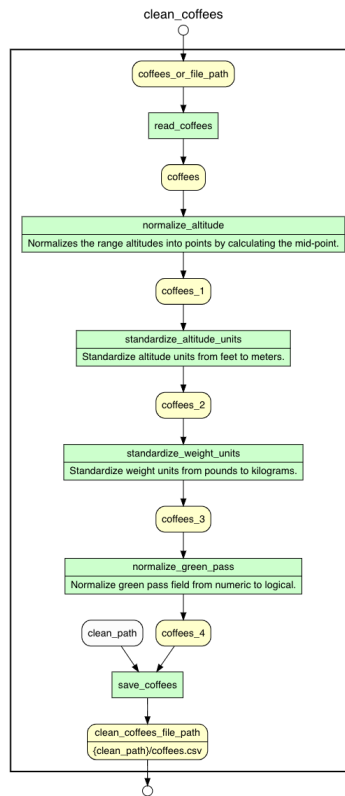 clean_coffees
coffees_or_file_path
read_coffees
coffees
normalize_altitude
Normalizes the range altitudes into points by calculating the mid-point.
coffees_1
standardize_altitude_units
Standardize altitude units from feet to meters.
coffees_2
standardize_weight_units
Standardize weight units from pounds to kilograms.
coffees_3
normalize_green_pass
Normalize green pass field from numeric to logical.
clean_path
coffees_4
save_coffees
clean_coffees_file_path
{clean_path}/coffees.csv